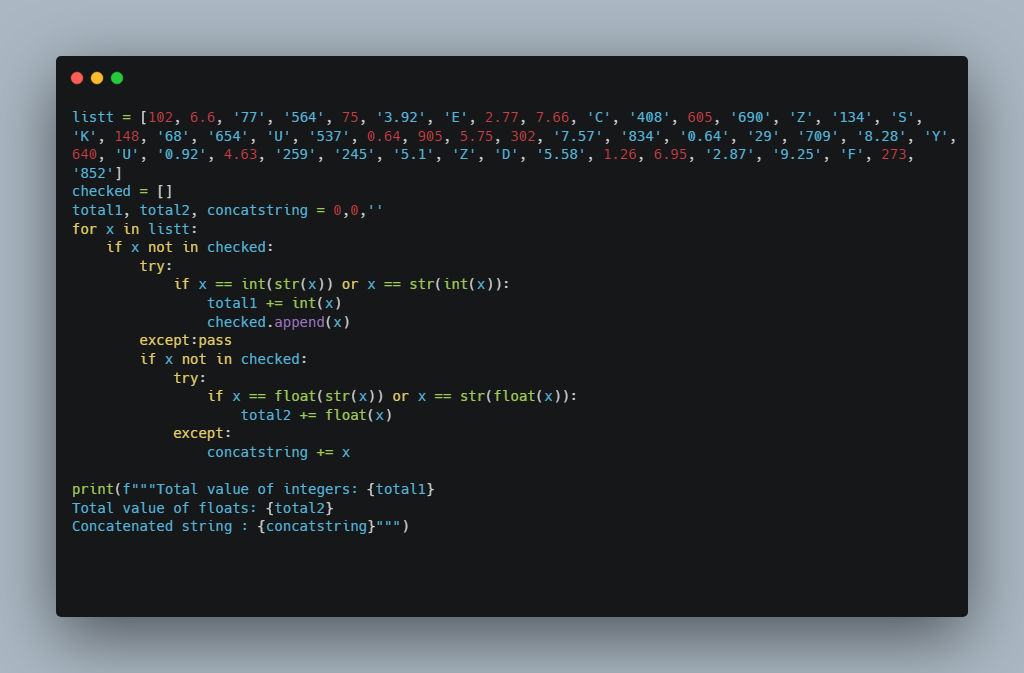 listt = [102, 6.6, '77', '564', 75, '3.92', 'E', 2.77, 7.66, 'C', '408', 605, '690', 'Z', '134', 'S',
'K', 148, '68', '654', 'U', '537', 0.64, 905, 5.75, 302, '7.57', '834', '0.64', '29', '709', '8.28', 'Y',
640, 'U', '0.92', 4.63, '259', '245', '5.1', 'Z', 'D', '5.58', 1.26, 6.95, '2.87', '9.25', 'F', 273,
'852']
checked = []
total1, total2, concatstring = 0,0,''
for x in listt:
    if x not in checked:
        try:
            if x == int(str(x)) or x == str(int(x)):
                total1 += int(x)
                checked.append(x)
        except:pass
        if x not in checked:
            try:
                if x == float(str(x)) or x == str(float(x)):
                    total2 += float(x)
            except:
                concatstring += x

print(f"""Total value of integers: {total1}
Total value of floats: {total2}
Concatenated string : {concatstring}""")